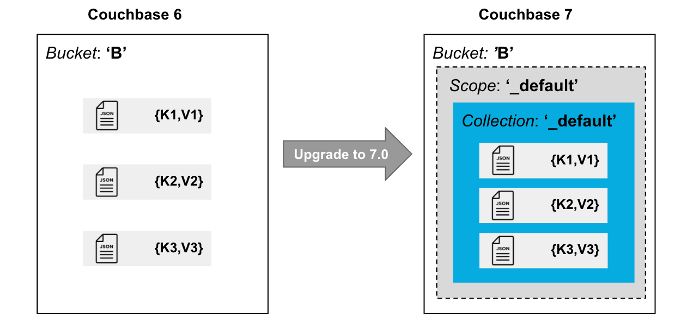 Couchbase 6
Bucket: ‘B’
JSON {K1,V1}
JSON {K2,V2}
JSON {K3,V3}
Upgrade to 7.0
Couchbase 7
Bucket: ’B’
Scope: ‘_default’
Collection: ‘_default’
JSON {K1,V1}
JSON {K2,V2}
JSON {K3,V3}